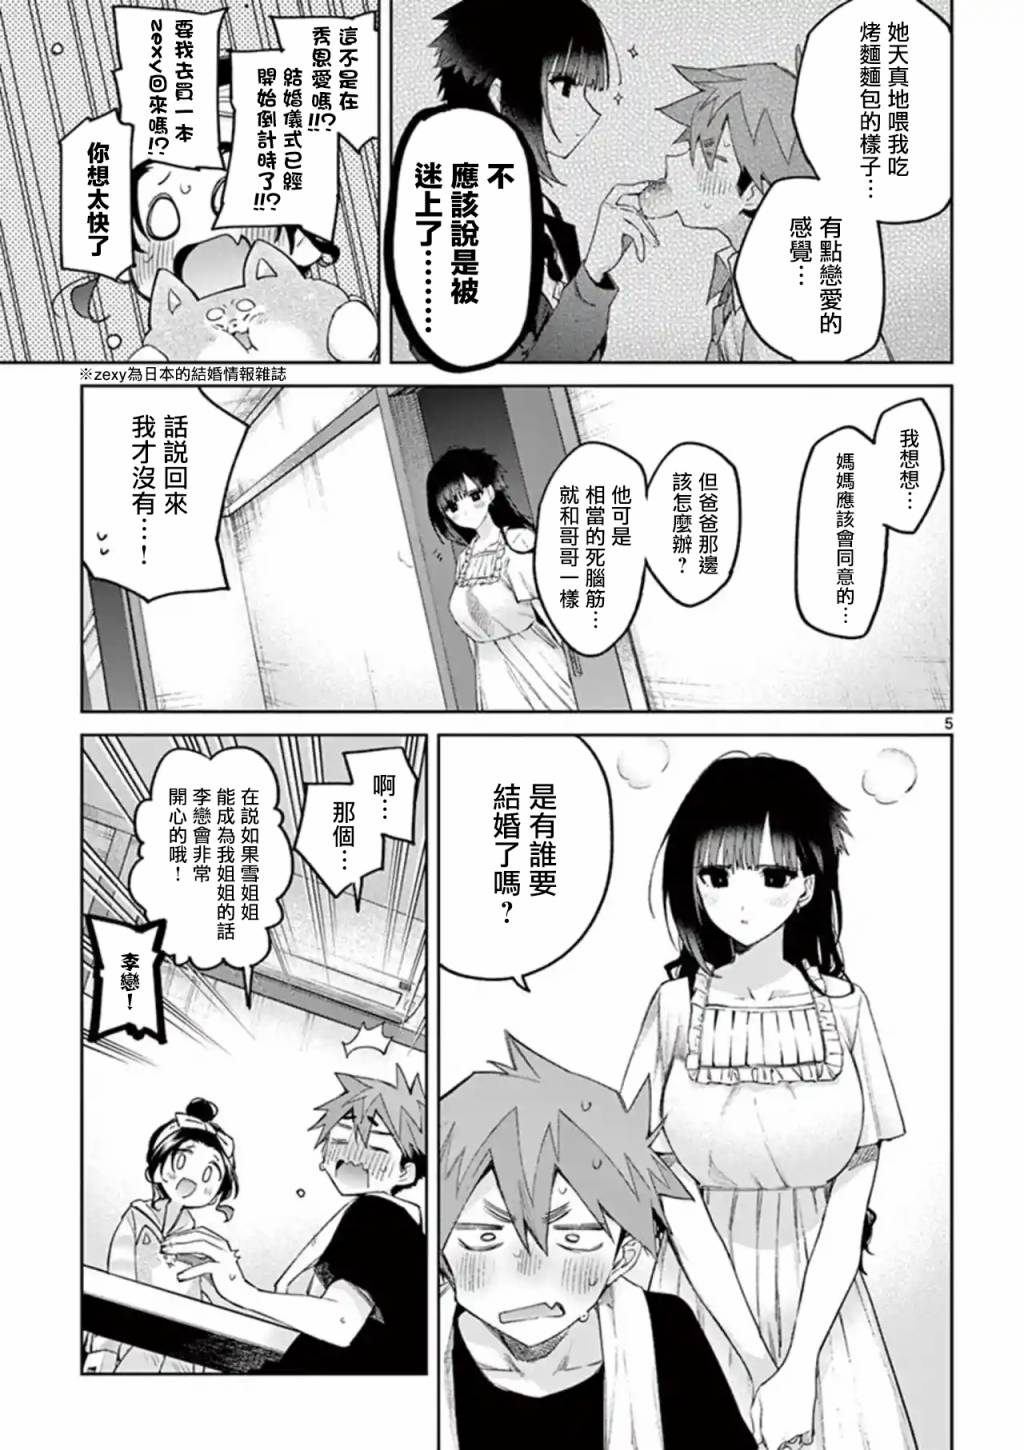 她天真地喂我吃
烤麵麵包的樣子…
有點戀愛的
感覺…
不
應該說是被
迷上了………
這不是在
秀恩愛嗎!!?
結婚儀式已經
開始倒計時了!!?
要我去買一本
zexy回來嗎!?
你想太快了
※zexy為日本的結婚情報雜誌
我想想…
媽媽應該會同意的…
但爸爸那邊
該怎麼辦?
他可是
相當的死腦筋…
就和哥哥一樣
話説回來
我才沒有…!
5
是有誰要
結婚了嗎?
啊…
那個…
在説如果雪姐姐
能成為我姐姐的話
李戀會非常
開心的哦!
李戀!